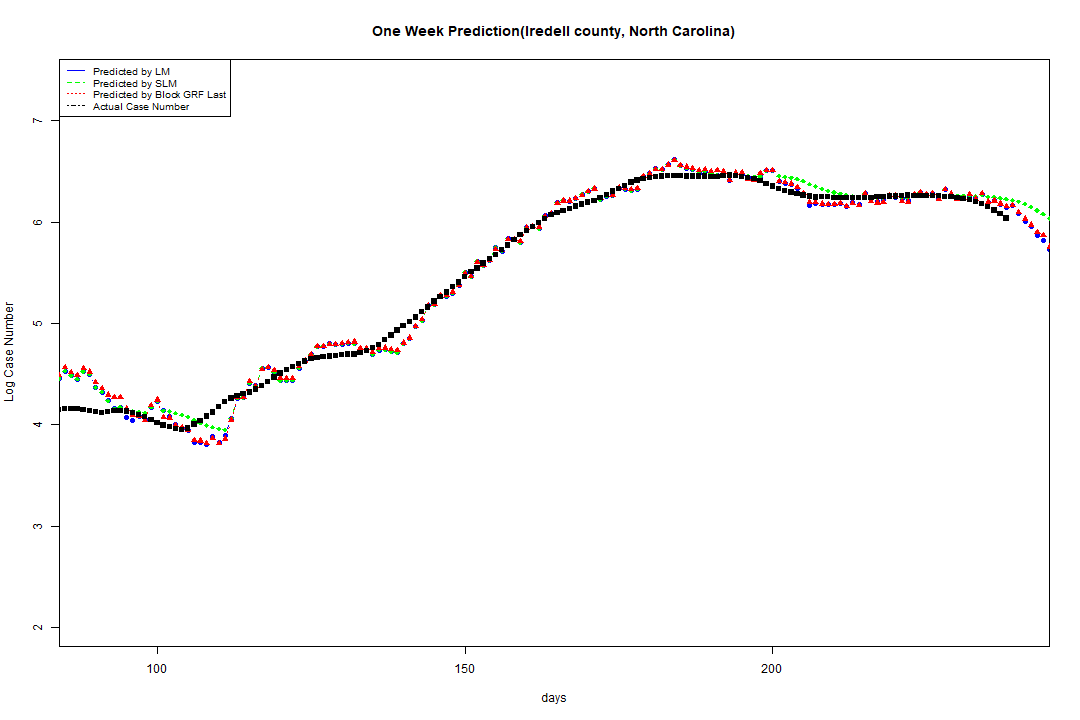 One Week Prediction(Iredell county, North Carolina)
Predicted by LM
Predicted by SLM
Predicted by Block GRF Last
Actual Case Number
7
6
5
4
3
2
Log Case Number
100 150 200
days